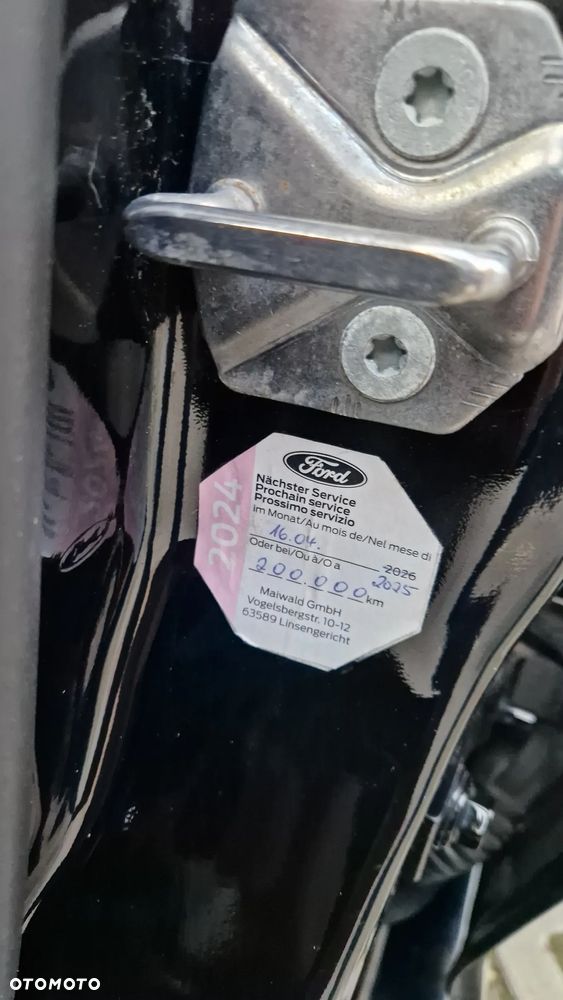 Ford
Nächster Service
Prochain service
Prossimo servizio
im Monat/Au mois de/Nel mese di
16.04. 2026
2025
Oder bei/Ou à/O a
200.000 km
Maiwald GmbH
Vogelsbergstr. 10-12
63589 Linsengericht
2024
OTOMOTO